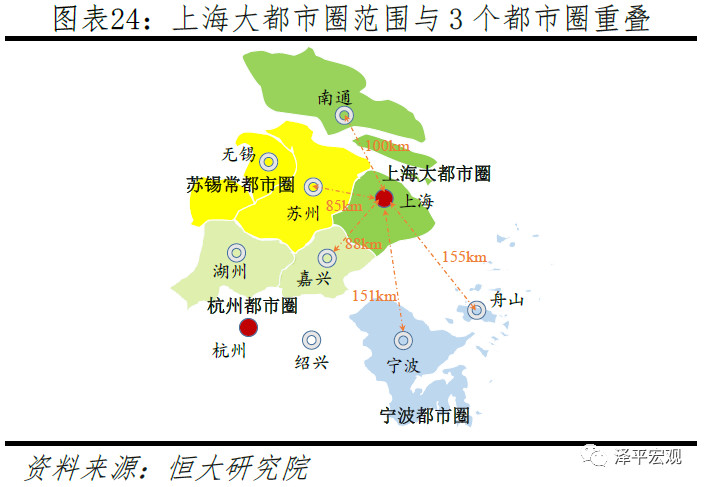 图表24：上海大都市圈范围与 3 个都市圈重叠
南通
100km
无锡
上海大都市圈
苏锡常都市圈
85km
上海
苏州
88km
155km
湖州
嘉兴
151km
舟山
杭州都市圈
杭州
绍兴
宁波
宁波都市圈
泽平宏观
资料来源：恒大研究院